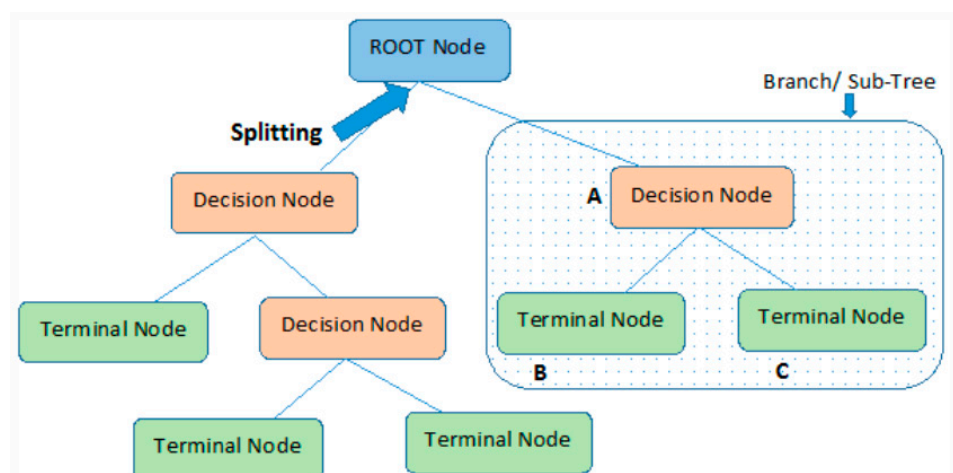 ROOT Node
Branch/ Sub-Tree
Splitting
Decision Node
A
Decision Node
Terminal Node
Decision Node
Terminal Node
Terminal Node
B
C
Terminal Node
Terminal Node